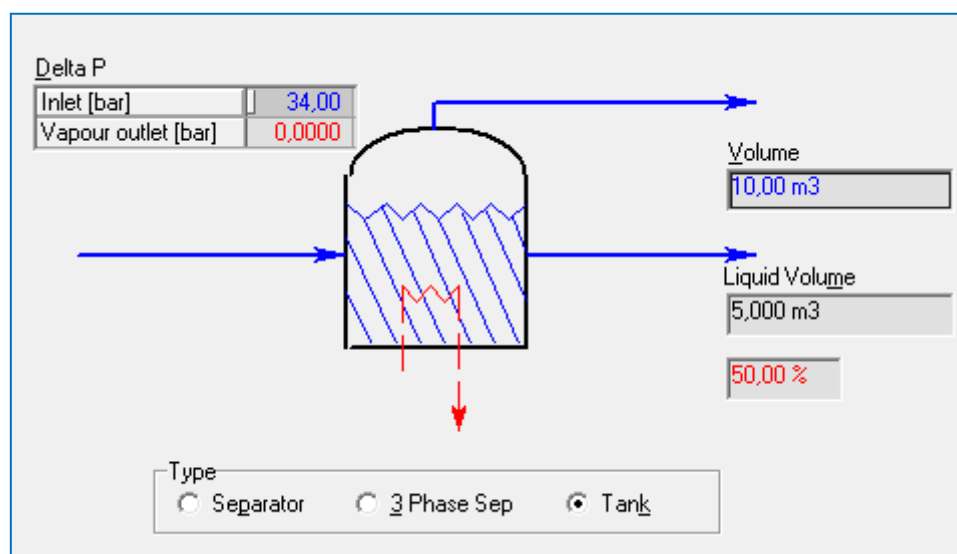 Delta P
Inlet [bar] 34,00
Vapour outlet [bar] 0,0000
Volume
10,00 m3
Liquid Volume
5,000 m3
50,00 %
Type
Separator 3 Phase Sep Tank